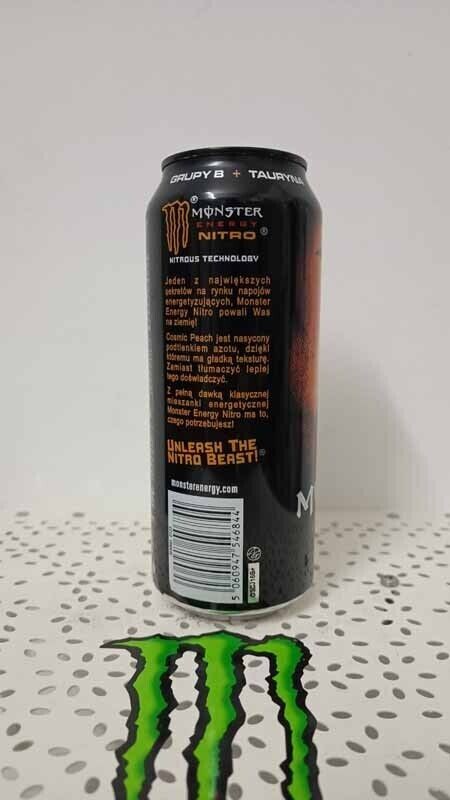 GRUPY B + TAURYNA
MONSTER
ENERGY
NITRO®
NITROUS TECHNOLOGY
Jeden z największych
sekretów na rynku napojów
energetyzujących, Monster
Energy Nitro powali Was
na ziemię!
Cosmic Peach jest nasycony
podtlenkiem azotu, dzięki
któremu ma gładką teksturę.
Zamiast tłumaczyć lepiej
tego doświadczyć.
Z pełną dawką klasycznej
mieszanki energetycznej
Monster Energy Nitro ma to,
czego potrzebujesz!
UNLEASH THE
NITRO BEAST!®
monsterenergy.com
5 060947 546844
M